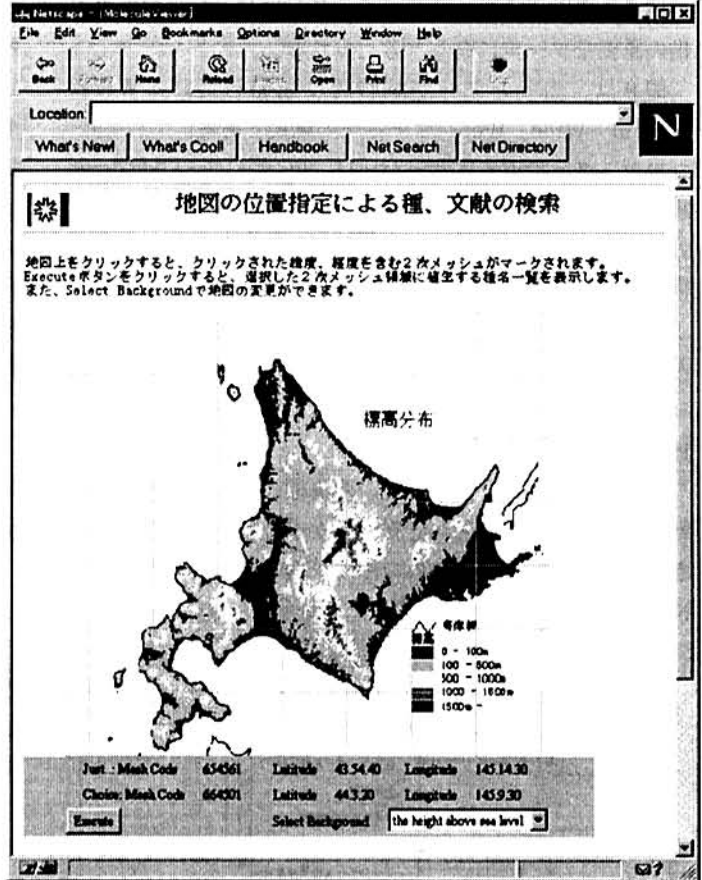 Netscape - [MoleculeViewer]
File Edit View Go Bookmarks Options Directory Window Help
Back Home Reload Open Print Find
Location:
What's New! What's Cool! Handbook Net Search Net Directory
N
地図の位置指定による種、文献の検索
地図上をクリックすると、クリックされた緯度、経度を含む2次メッシュがマークされます。
Executeボタンをクリックすると、選択した2次メッシュ領域に植生する種名一覧を表示します。
また、Select Backgroundで地図の変更ができます。
標高分布
海岸線
標高
0 - 100m
100 - 500m
500 - 1000m
1000 - 1500m
1500m -
Just : Mesh Code 654561 Latitude 43.54.40 Longitude 145.14.30
Choice: Mesh Code 664501 Latitude 44.3.20 Longitude 145.9.30
Execute Select Background the height above sea level
?